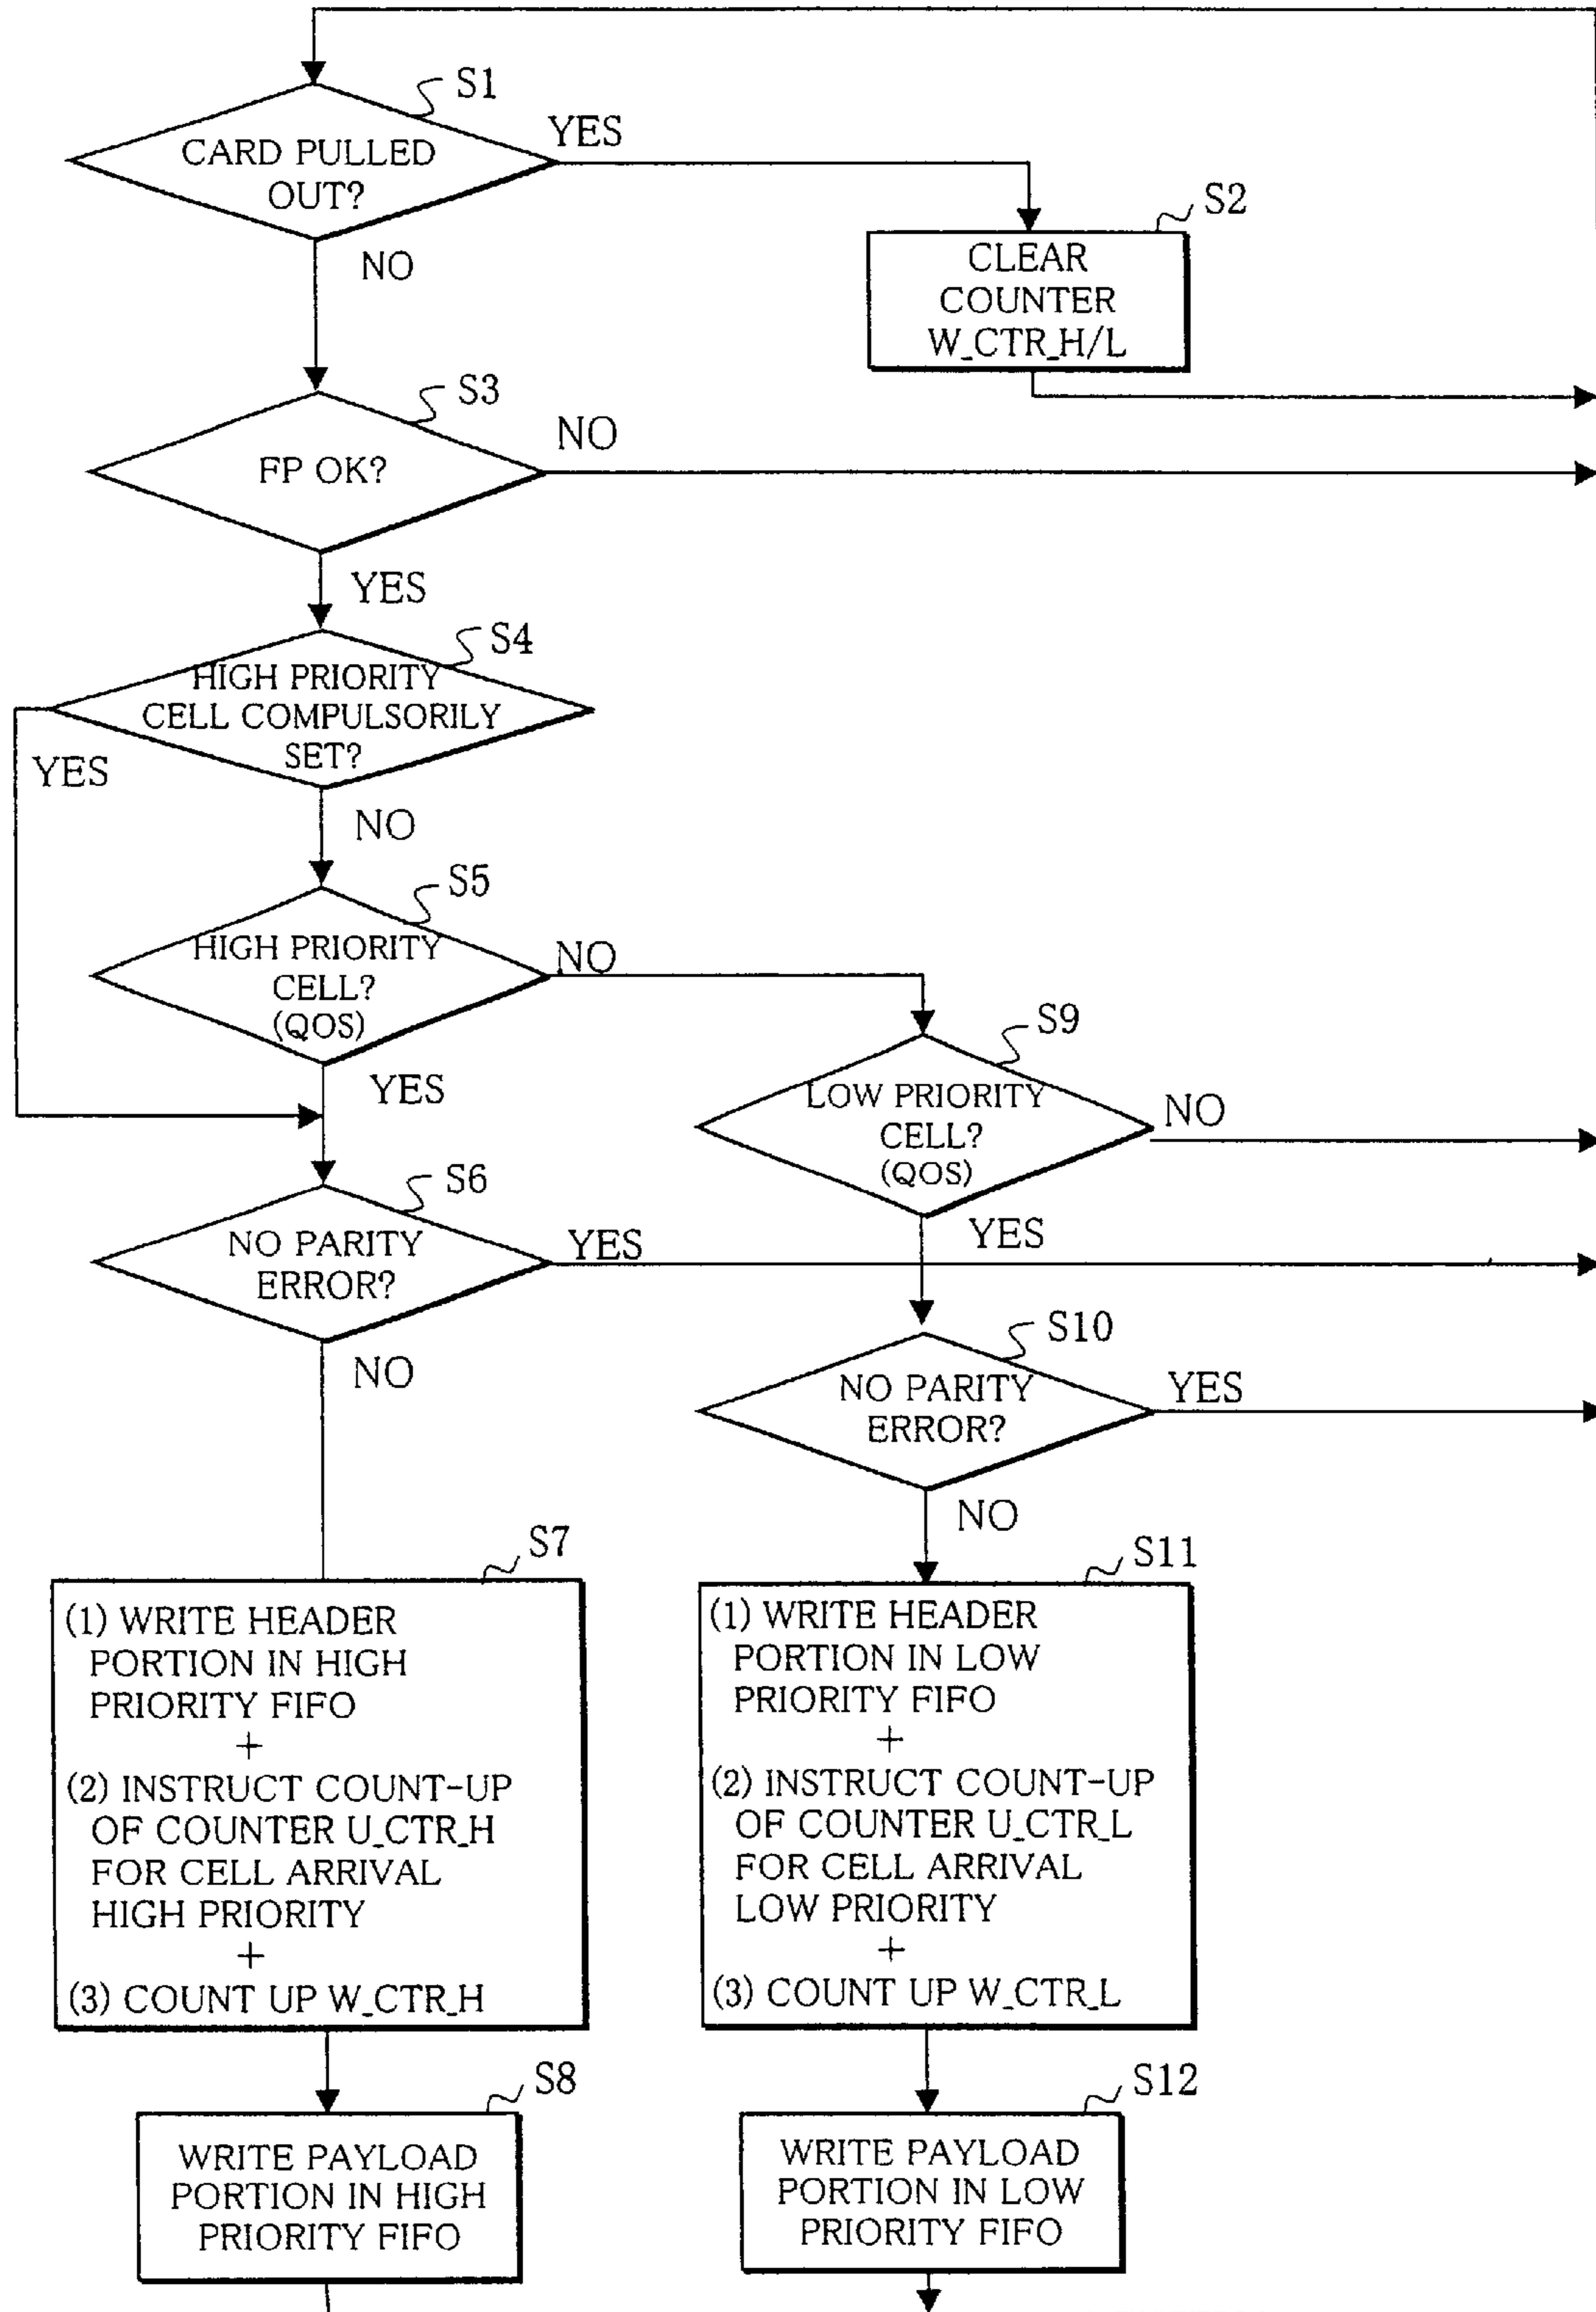 S1
CARD PULLED
OUT?
YES
NO
S2
CLEAR
COUNTER
W_CTR_H/L
S3
FP OK?
NO
YES
S4
HIGH PRIORITY
CELL COMPULSORILY
SET?
YES
NO
S5
HIGH PRIORITY
CELL?
(QOS)
NO
YES
S9
LOW PRIORITY
CELL?
(QOS)
NO
YES
S6
NO PARITY
ERROR?
YES
NO
S10
NO PARITY
ERROR?
YES
NO
S7
(1) WRITE HEADER
PORTION IN HIGH
PRIORITY FIFO
+
(2) INSTRUCT COUNT-UP
OF COUNTER U_CTR_H
FOR CELL ARRIVAL
HIGH PRIORITY
+
(3) COUNT UP W_CTR_H
S11
(1) WRITE HEADER
PORTION IN LOW
PRIORITY FIFO
+
(2) INSTRUCT COUNT-UP
OF COUNTER U_CTR_L
FOR CELL ARRIVAL
LOW PRIORITY
+
(3) COUNT UP W_CTR_L
S8
WRITE PAYLOAD
PORTION IN HIGH
PRIORITY FIFO
S12
WRITE PAYLOAD
PORTION IN LOW
PRIORITY FIFO